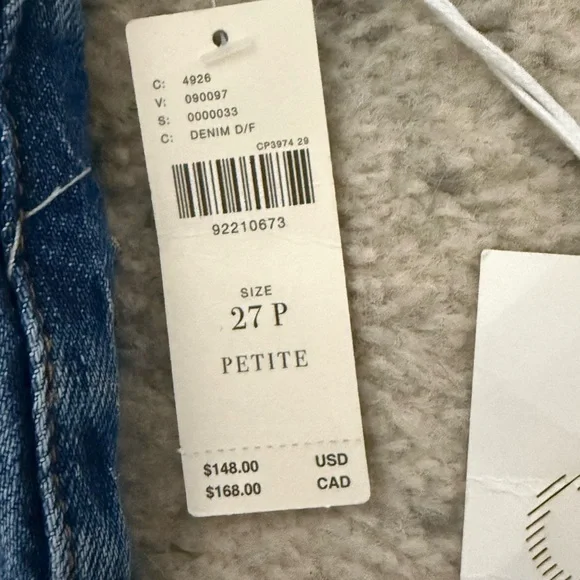 C: 4926
V: 090097
S: 0000033
C: DENIM D/F
CP3974 29
92210673
SIZE
27 P
PETITE
$148.00 USD
$168.00 CAD